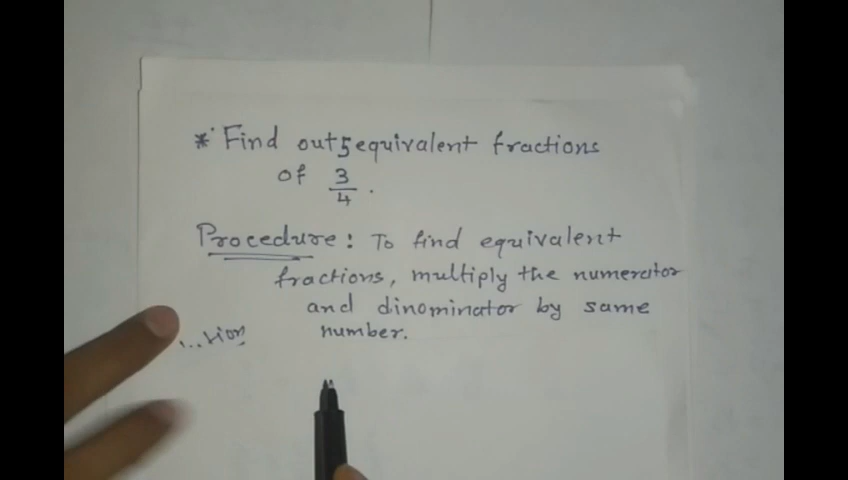 * Find out 5 equivalent fractions
of 3/4.
Procedure: To find equivalent
fractions, multiply the numerator
and dinominator by same
number.